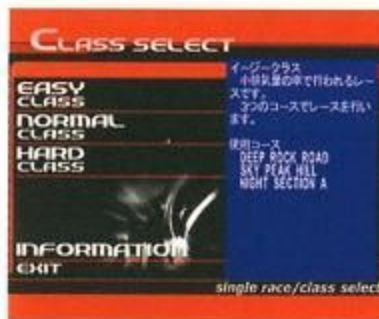 CLASS SELECT
EASY
CLASS
NORMAL
CLASS
HARD
CLASS
INFORMATION
EXIT
イージークラス
小排気量の車で行われるレー
スです。
3つのコースでレースを行い
ます。
使用コース
DEEP ROCK ROAD
SKY PEAK HILL
NIGHT SECTION A
single race/class select